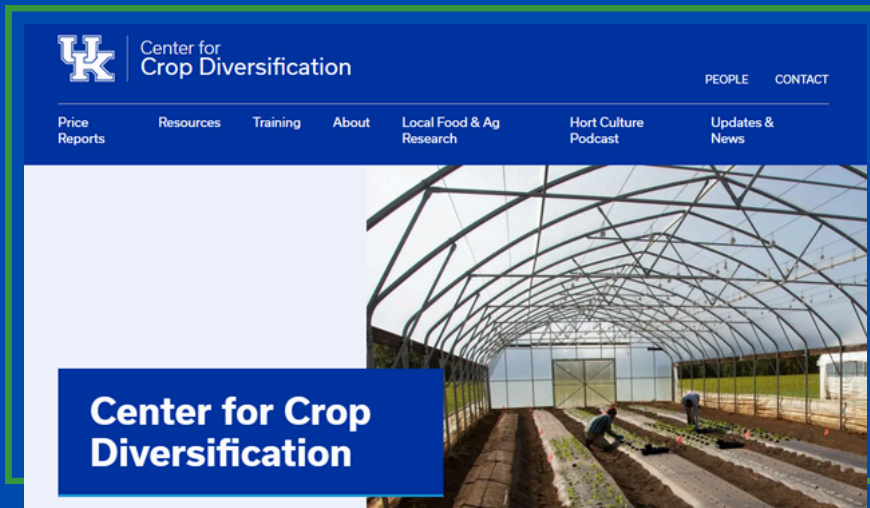 UK
Center for
Crop Diversification
PEOPLE CONTACT
Price Reports
Resources
Training
About
Local Food & Ag Research
Hort Culture Podcast
Updates & News
Center for Crop
Diversification